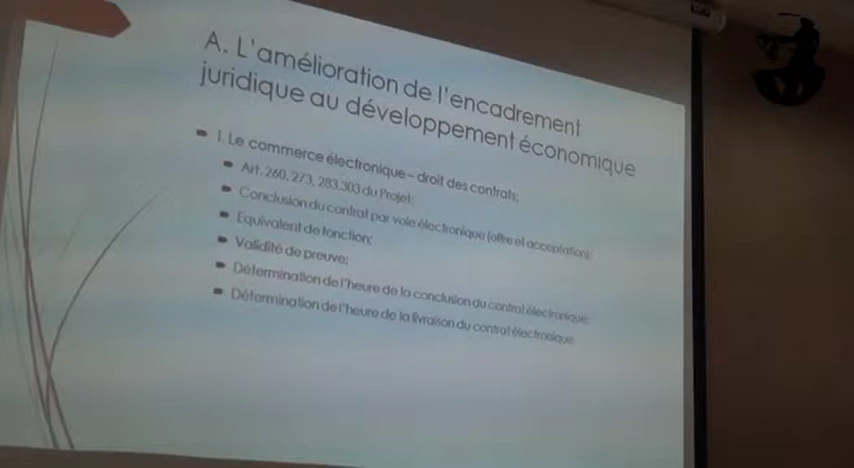 A. L'amélioration de l'encadrement
juridique au développement économique
I. Le commerce électronique – droit des contrats;
Art. 260, 273, 283,303 du Projet;
Conclusion du contrat par voie électronique (offre et acceptation);
Equivalent de fonction;
Validité de preuve;
Détermination de l'heure de la conclusion du contrat électronique;
Détermination de l'heure de la livraison du contrat électronique